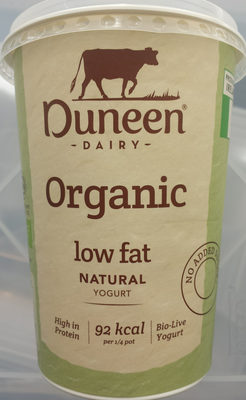 Duneen®
- DAIRY -
Organic
low fat
NATURAL
YOGURT
NO ADDED
High in
Protein
92 kcal
per 1/4 pot
Bio-Live
Yogurt